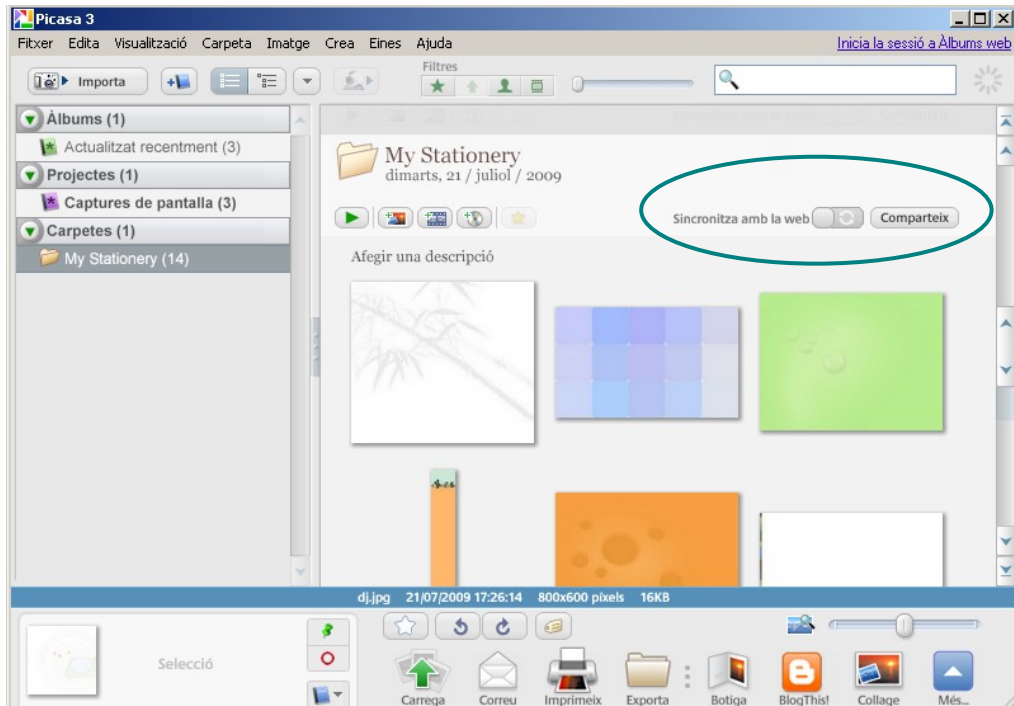 Picasa 3
Fitxer Edita Visualització Carpeta Imatge Crea Eines Ajuda Inicia la sessió a Àlbums web
Importa
Filtres
Àlbums (1)
Actualitzat recentment (3)
Projectes (1)
Captures de pantalla (3)
Carpetes (1)
My Stationery (14)
My Stationery
dimarts, 21 / juliol / 2009
Sincronitza amb la web Comparteix
Afegir una descripció
dj.jpg 21/07/2009 17:26:14 800x600 píxels 16KB
Selecció
Carrega Correu Imprimeix Exporta Botiga BlogThis! Collage Més...